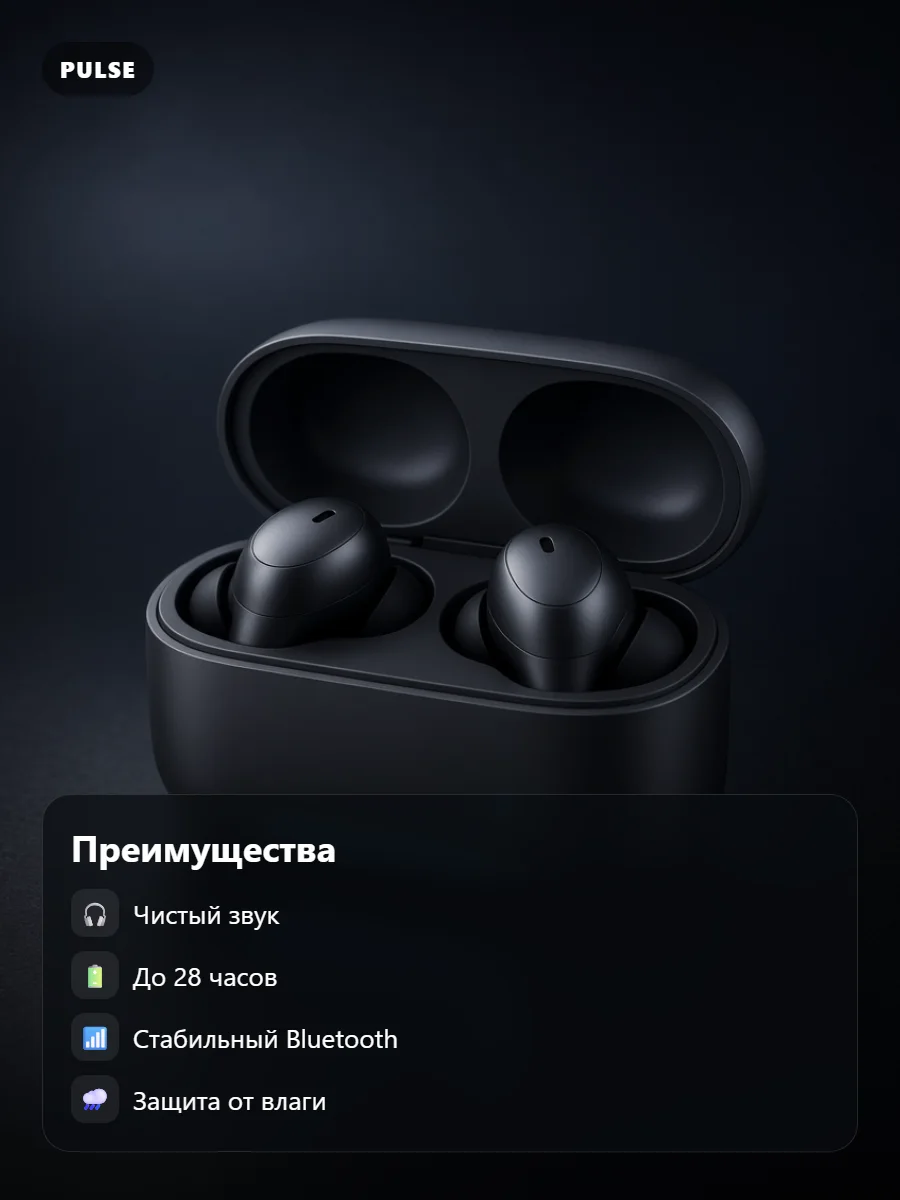 PULSE
Преимущества
Чистый звук
До 28 часов
Стабильный Bluetooth
Защита от влаги